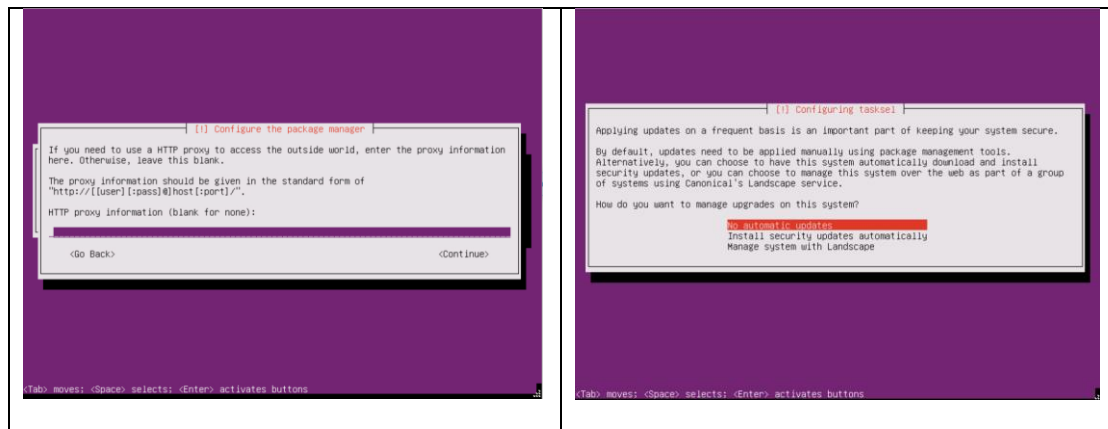 [!] Configure the package manager
If you need to use a HTTP proxy to access the outside world, enter the proxy information
here. Otherwise, leave this blank.
The proxy information should be given in the standard form of
"http://[[user][:pass]@]host[:port]/".
HTTP proxy information (blank for none):
<Go Back> <Continue>
<Tab> moves; <Space> selects; <Enter> activates buttons
[!] Configuring tasksel
Applying updates on a frequent basis is an important part of keeping your system secure.
By default, updates need to be applied manually using package management tools.
Alternatively, you can choose to have this system automatically download and install
security updates, or you can choose to manage this system over the web as part of a group
of systems using Canonical's Landscape service.
How do you want to manage upgrades on this system?
No automatic updates
Install security updates automatically
Manage system with Landscape
<Tab> moves; <Space> selects; <Enter> activates buttons